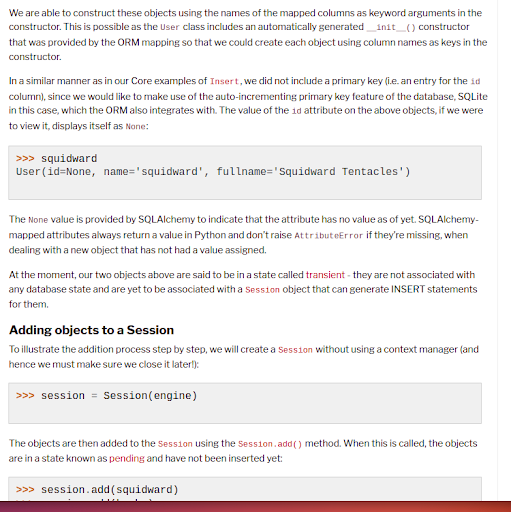 We are able to construct these objects using the names of the mapped columns as keyword arguments in the
constructor. This is possible as the User class includes an automatically generated __init__() constructor
that was provided by the ORM mapping so that we could create each object using column names as keys in the
constructor.
In a similar manner as in our Core examples of Insert, we did not include a primary key (i.e. an entry for the id
column), since we would like to make use of the auto-incrementing primary key feature of the database, SQLite
in this case, which the ORM also integrates with. The value of the id attribute on the above objects, if we were
to view it, displays itself as None:
>>> squidward
User(id=None, name='squidward', fullname='Squidward Tentacles')
The None value is provided by SQLAlchemy to indicate that the attribute has no value as of yet. SQLAlchemy-
mapped attributes always return a value in Python and don't raise AttributeError if they're missing, when
dealing with a new object that has not had a value assigned.
At the moment, our two objects above are said to be in a state called transient - they are not associated with
any database state and are yet to be associated with a Session object that can generate INSERT statements
for them.
Adding objects to a Session
To illustrate the addition process step by step, we will create a Session without using a context manager (and
hence we must make sure we close it later!):
>>> session = Session(engine)
The objects are then added to the Session using the Session.add() method. When this is called, the objects
are in a state known as pending and have not been inserted yet:
>>> session.add(squidward)